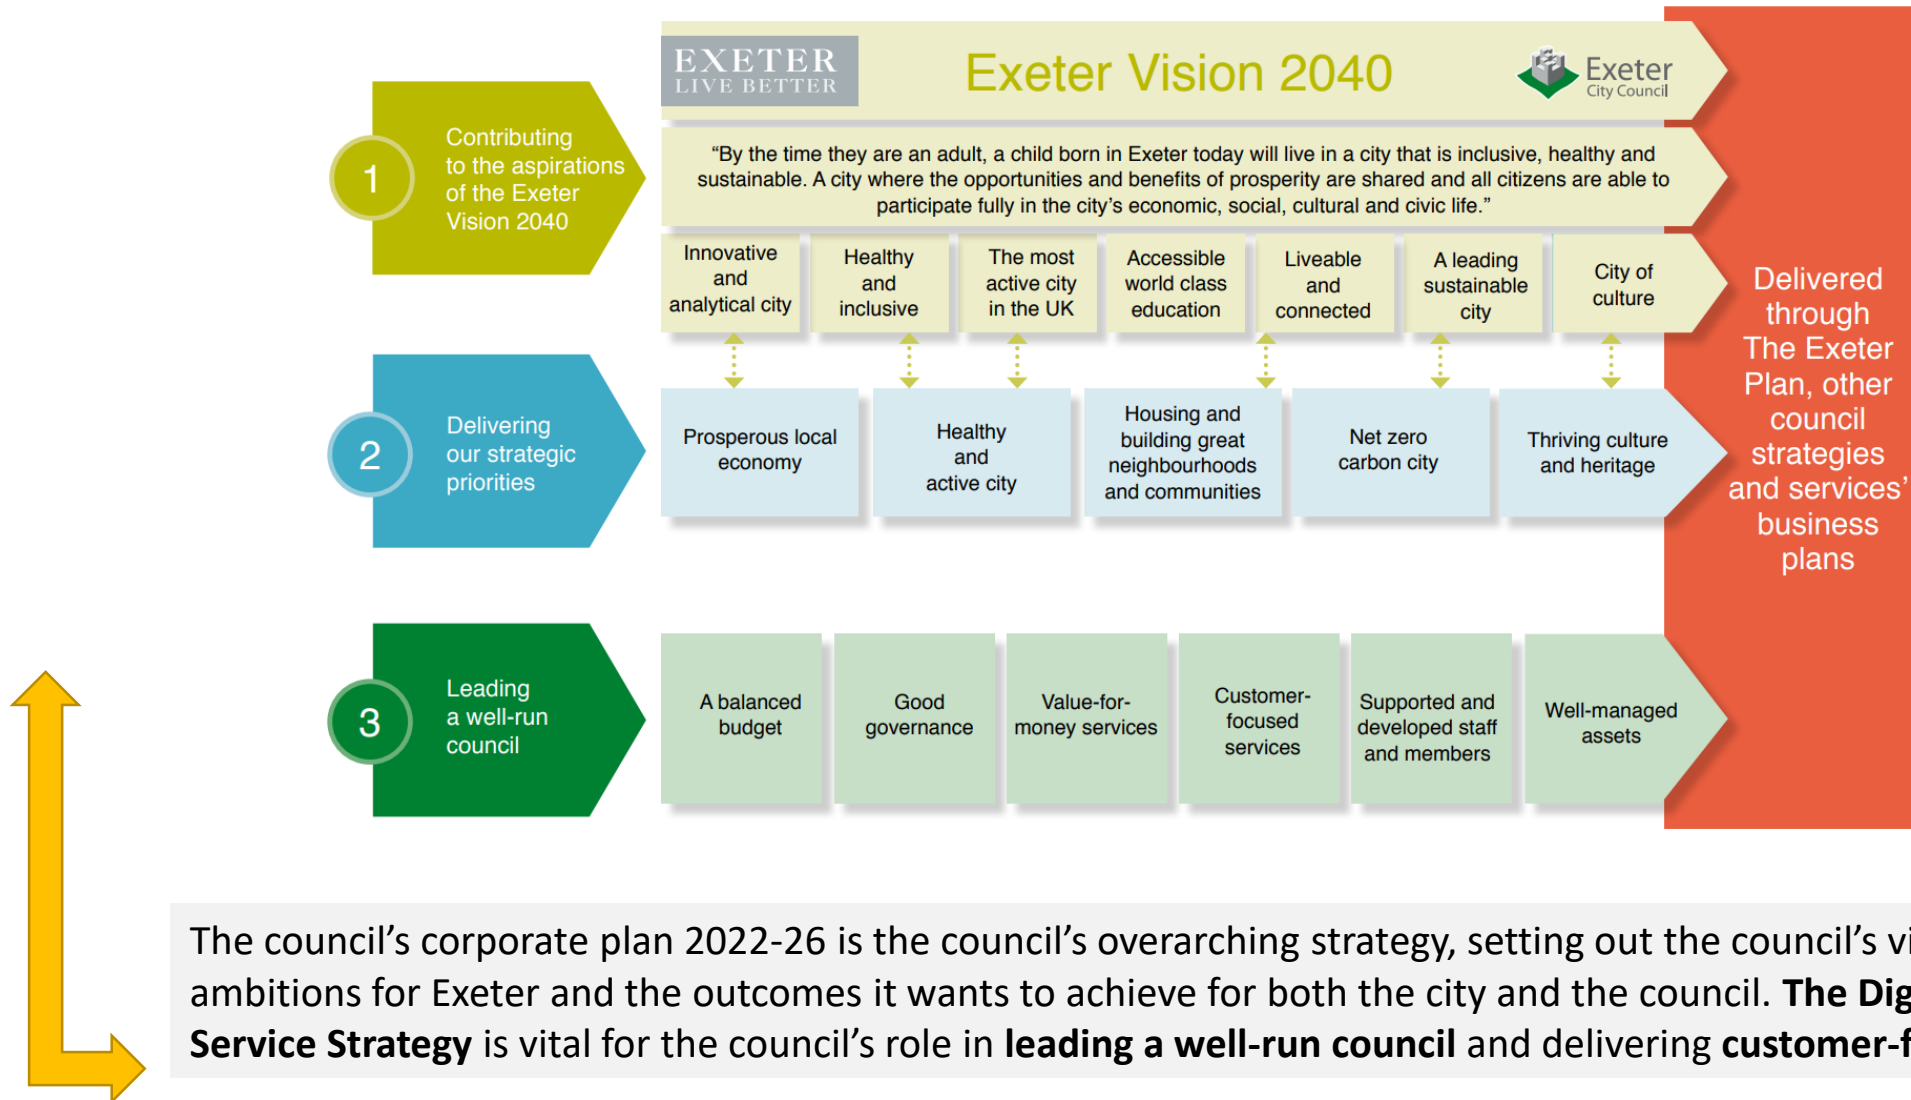 EXETER
LIVE BETTER
Exeter Vision 2040
Exeter
City Council
1
Contributing
to the aspirations
of the Exeter
Vision 2040
“By the time they are an adult, a child born in Exeter today will live in a city that is inclusive, healthy and
sustainable. A city where the opportunities and benefits of prosperity are shared and all citizens are able to
participate fully in the city’s economic, social, cultural and civic life.”
Innovative
and
analytical city
Healthy
and
inclusive
The most
active city
in the UK
Accessible
world class
education
Liveable
and
connected
A leading
sustainable
city
City of
culture
2
Delivering
our strategic
priorities
Prosperous local
economy
Healthy
and
active city
Housing and
building great
neighbourhoods
and communities
Net zero
carbon city
Thriving culture
and heritage
3
Leading
a well-run
council
A balanced
budget
Good
governance
Value-for-
money services
Customer-
focused
services
Supported and
developed staff
and members
Well-managed
assets
Delivered
through
The Exeter
Plan, other
council
strategies
and services’
business
plans
The council’s corporate plan 2022-26 is the council’s overarching strategy, setting out the council’s
ambitions for Exeter and the outcomes it wants to achieve for both the city and the council. The
Service Strategy is vital for the council’s role in leading a well-run council and delivering